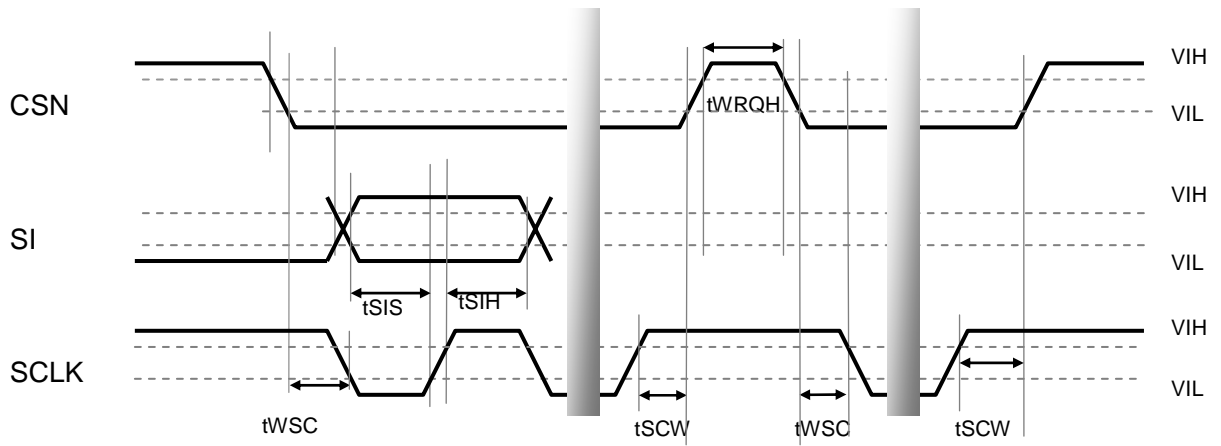 VIH
CSN
tWRQH
VIL
VIH
SI
VIL
tSIS
tSIH
VIH
SCLK
VIL
tWSC
tSCW
tWSC
tSCW